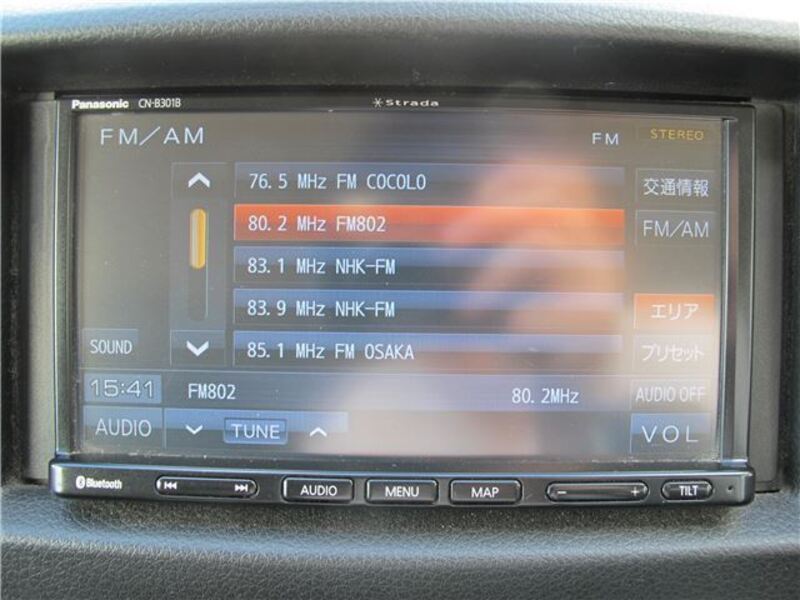 Panasonic CN-B301B Strada
FM/AM FM STEREO
76.5 MHz FM COCOLO 交通情報
80.2 MHz FM802 FM/AM
83.1 MHz NHK-FM
83.9 MHz NHK-FM エリア
SOUND 85.1 MHz FM OSAKA プリセット
15:41 FM802 80.2MHz AUDIO OFF
AUDIO TUNE VOL
Bluetooth AUDIO MENU MAP − + TILT